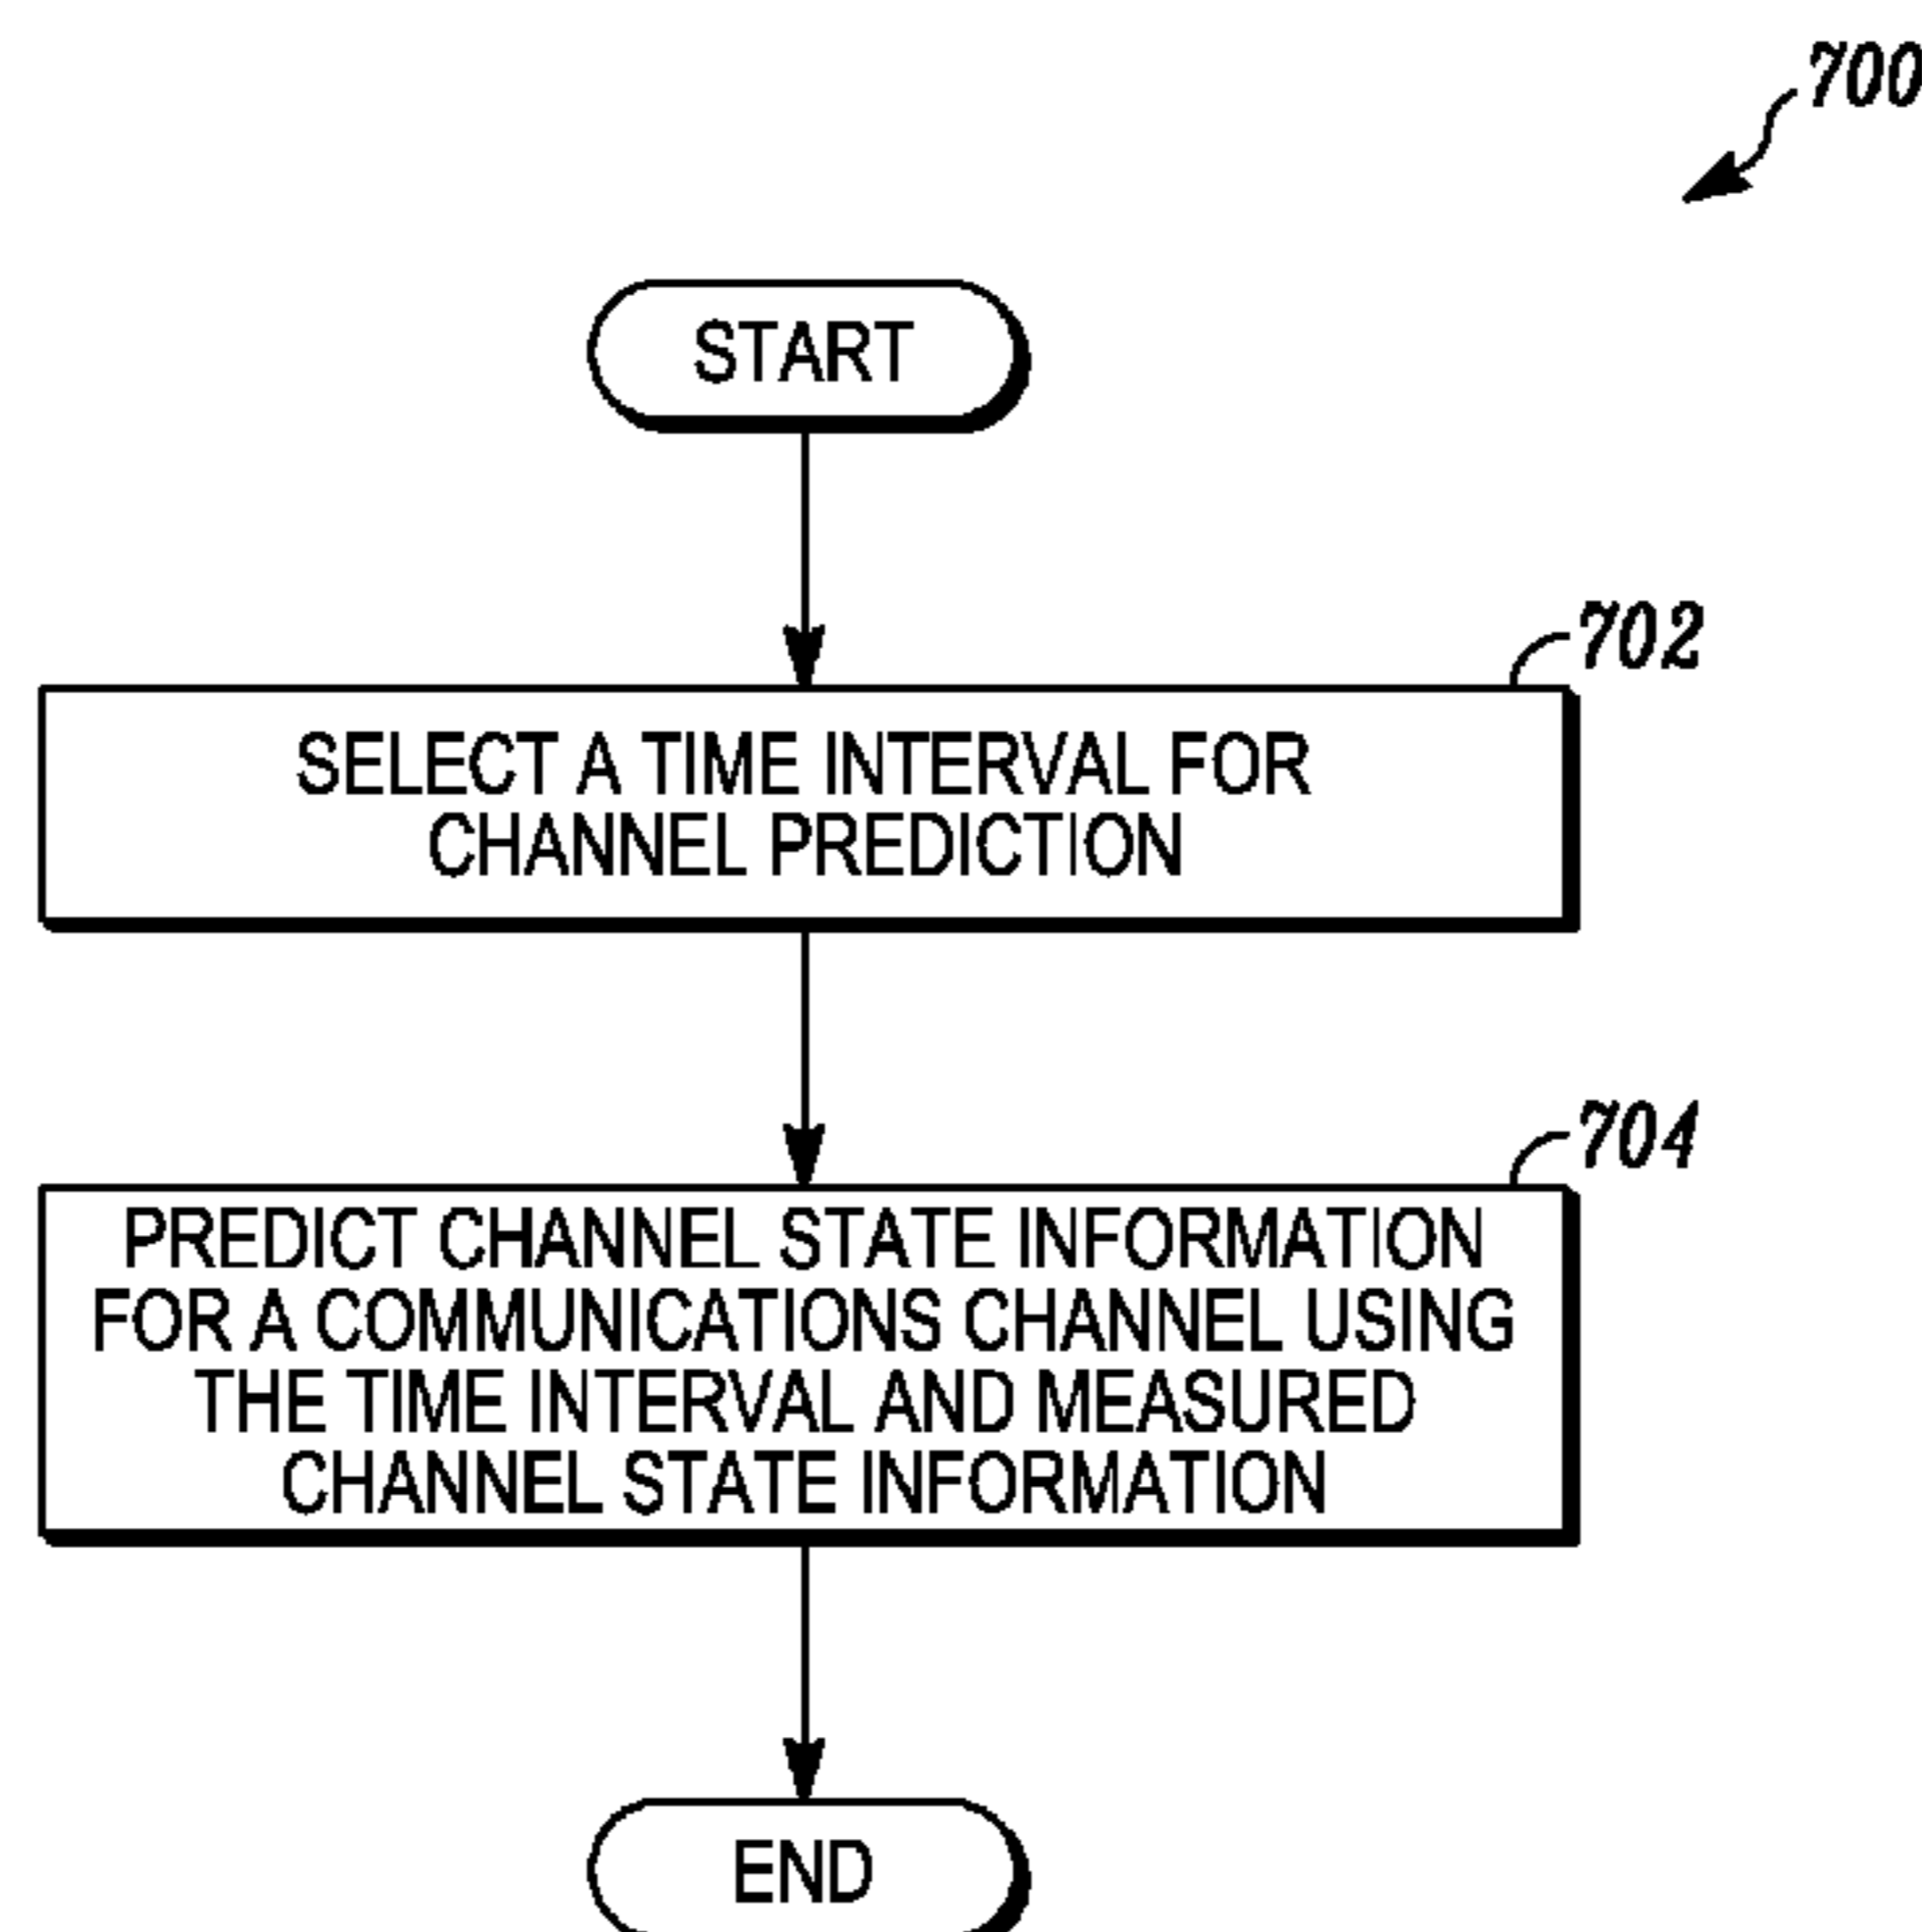 700
START
702
SELECT A TIME INTERVAL FOR
CHANNEL PREDICTION
704
PREDICT CHANNEL STATE INFORMATION
FOR A COMMUNICATIONS CHANNEL USING
THE TIME INTERVAL AND MEASURED
CHANNEL STATE INFORMATION
END